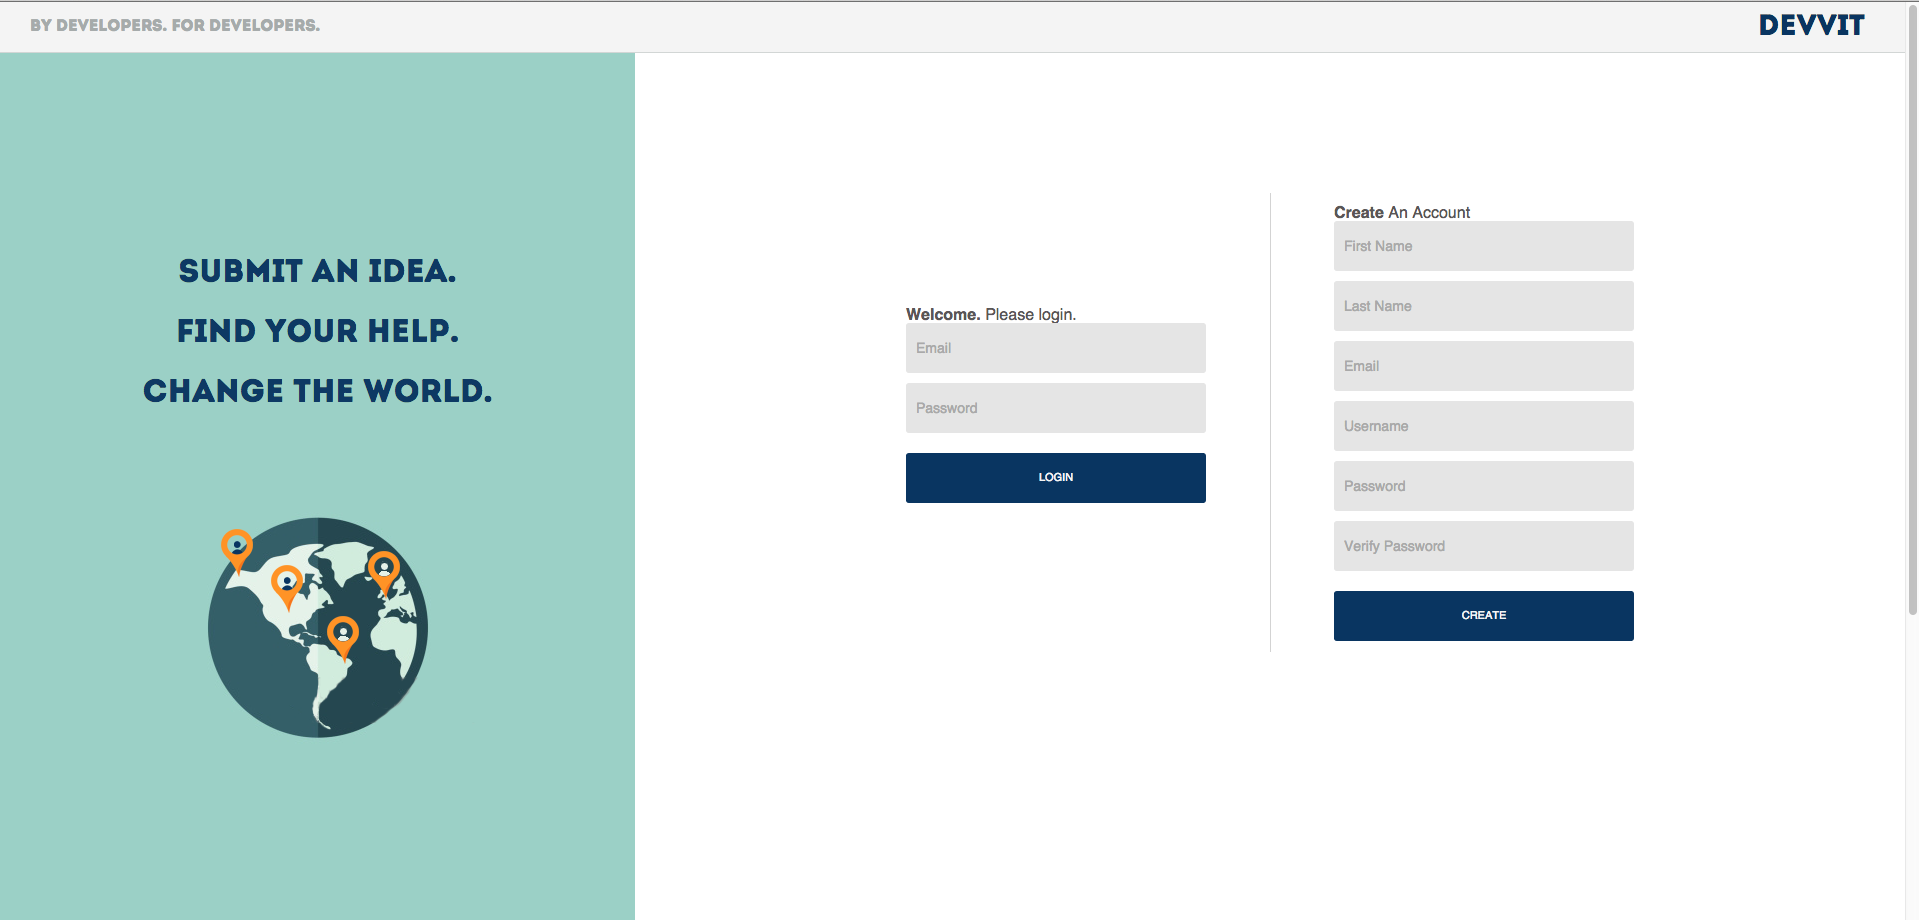 BY DEVELOPERS. FOR DEVELOPERS.
DEVVIT
SUBMIT AN IDEA.
FIND YOUR HELP.
CHANGE THE WORLD.
Welcome. Please login.
Email
Password
LOGIN
Create An Account
First Name
Last Name
Email
Username
Password
Verify Password
CREATE